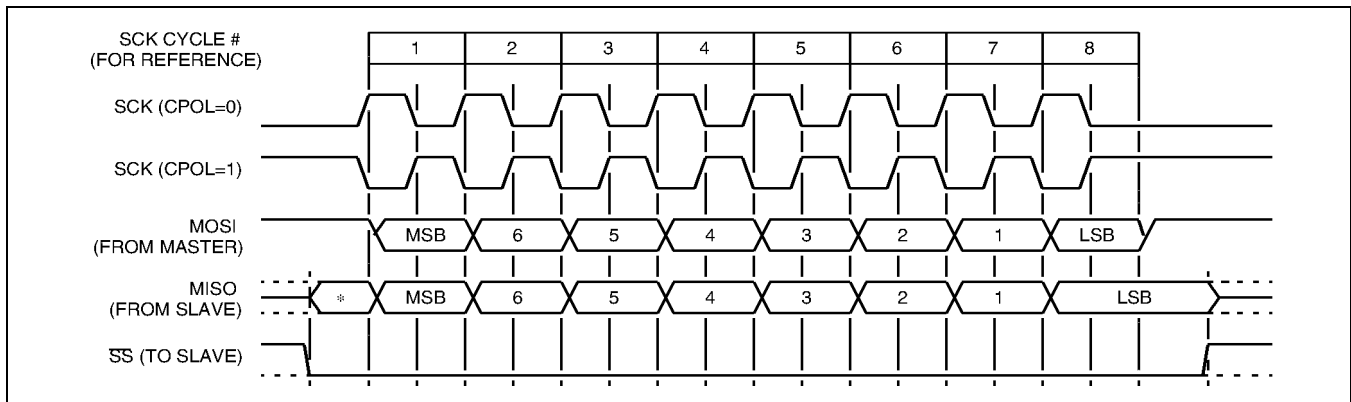 SCK CYCLE #
(FOR REFERENCE)
1 2 3 4 5 6 7 8
SCK (CPOL=0)
SCK (CPOL=1)
MOSI
(FROM MASTER)
MSB 6 5 4 3 2 1 LSB
MISO
(FROM SLAVE)
* MSB 6 5 4 3 2 1 LSB
S̅S̅ (TO SLAVE)